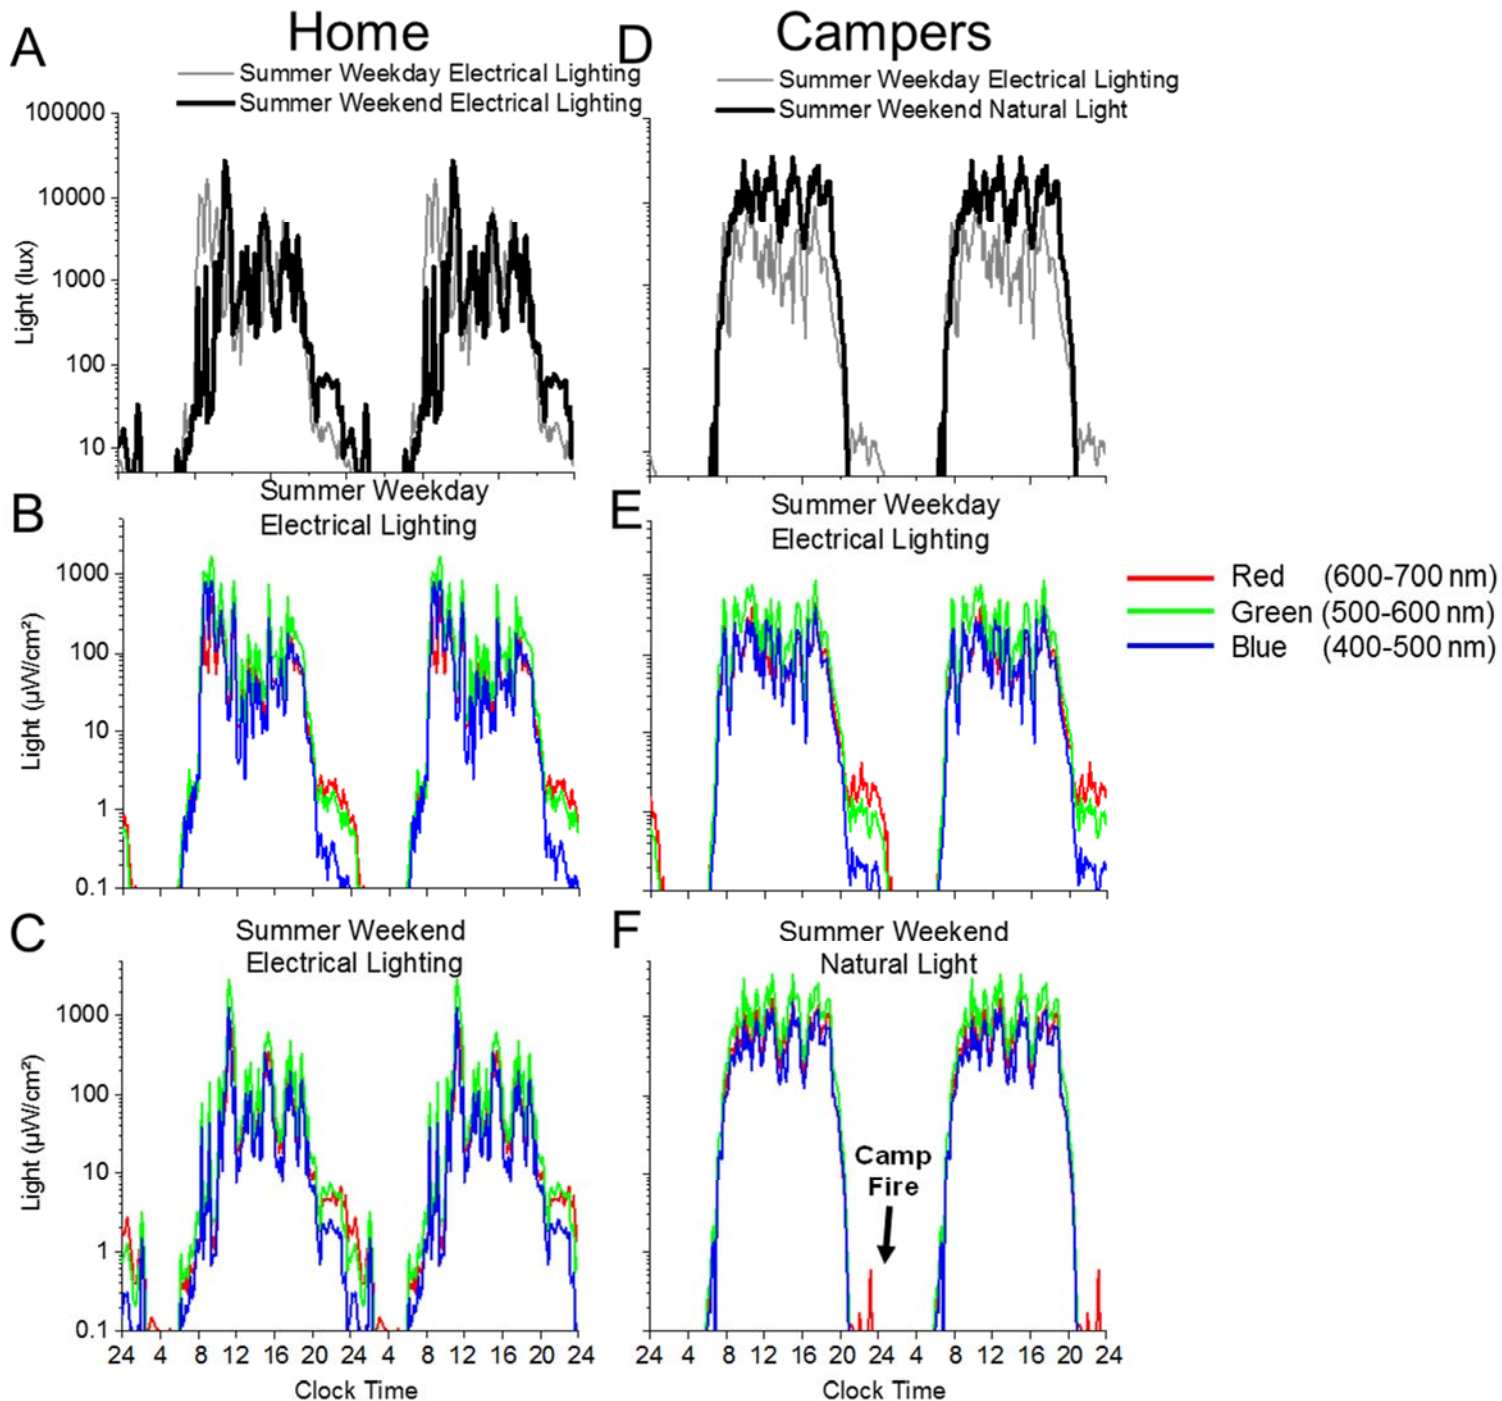 A
Home
Summer Weekday Electrical Lighting
Summer Weekend Electrical Lighting
D
Campers
Summer Weekday Electrical Lighting
Summer Weekend Natural Light
100000
10000
1000
100
10
Light (lux)
B
Summer Weekday
Electrical Lighting
1000
100
10
1
0.1
Light (µW/cm²)
E
Summer Weekday
Electrical Lighting
Red (600-700 nm)
Green (500-600 nm)
Blue (400-500 nm)
C
Summer Weekend
Electrical Lighting
1000
100
10
1
0.1
Light (µW/cm²)
24 4 8 12 16 20 24 4 8 12 16 20 24
Clock Time
F
Summer Weekend
Natural Light
Camp
Fire
24 4 8 12 16 20 24 4 8 12 16 20 24
Clock Time